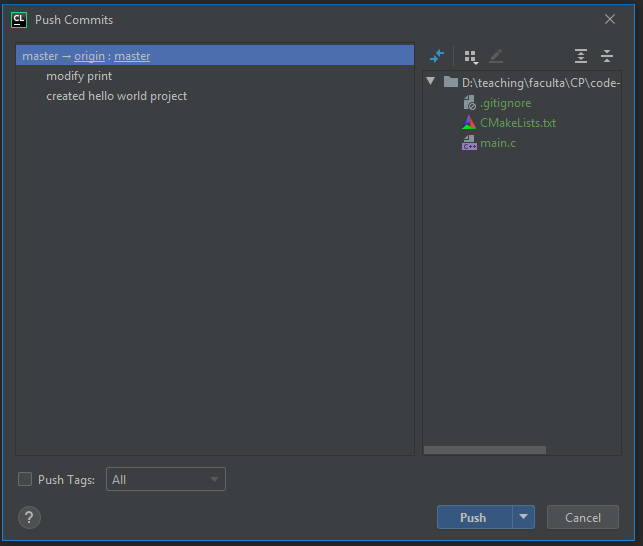 CL Push Commits
master → origin : master
modify print
created hello world project
D:\teaching\faculta\CP\code-
.gitignore
CMakeLists.txt
C++ main.c
Push Tags: All
? Push Cancel